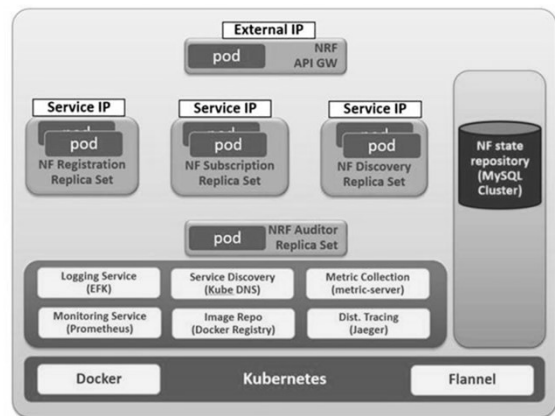 External IP
pod
NRF
API GW
Service IP
pod
pod
NF Registration
Replica Set
Service IP
pod
pod
NF Subscription
Replica Set
Service IP
pod
pod
NF Discovery
Replica Set
NF state
repository
(MySQL
Cluster)
pod
NRF Auditor
Replica Set
Logging Service
(EFK)
Service Discovery
(Kube DNS)
Metric Collection
(metric-server)
Monitoring Service
(Prometheus)
Image Repo
(Docker Registry)
Dist. Tracing
(Jaeger)
Docker
Kubernetes
Flannel